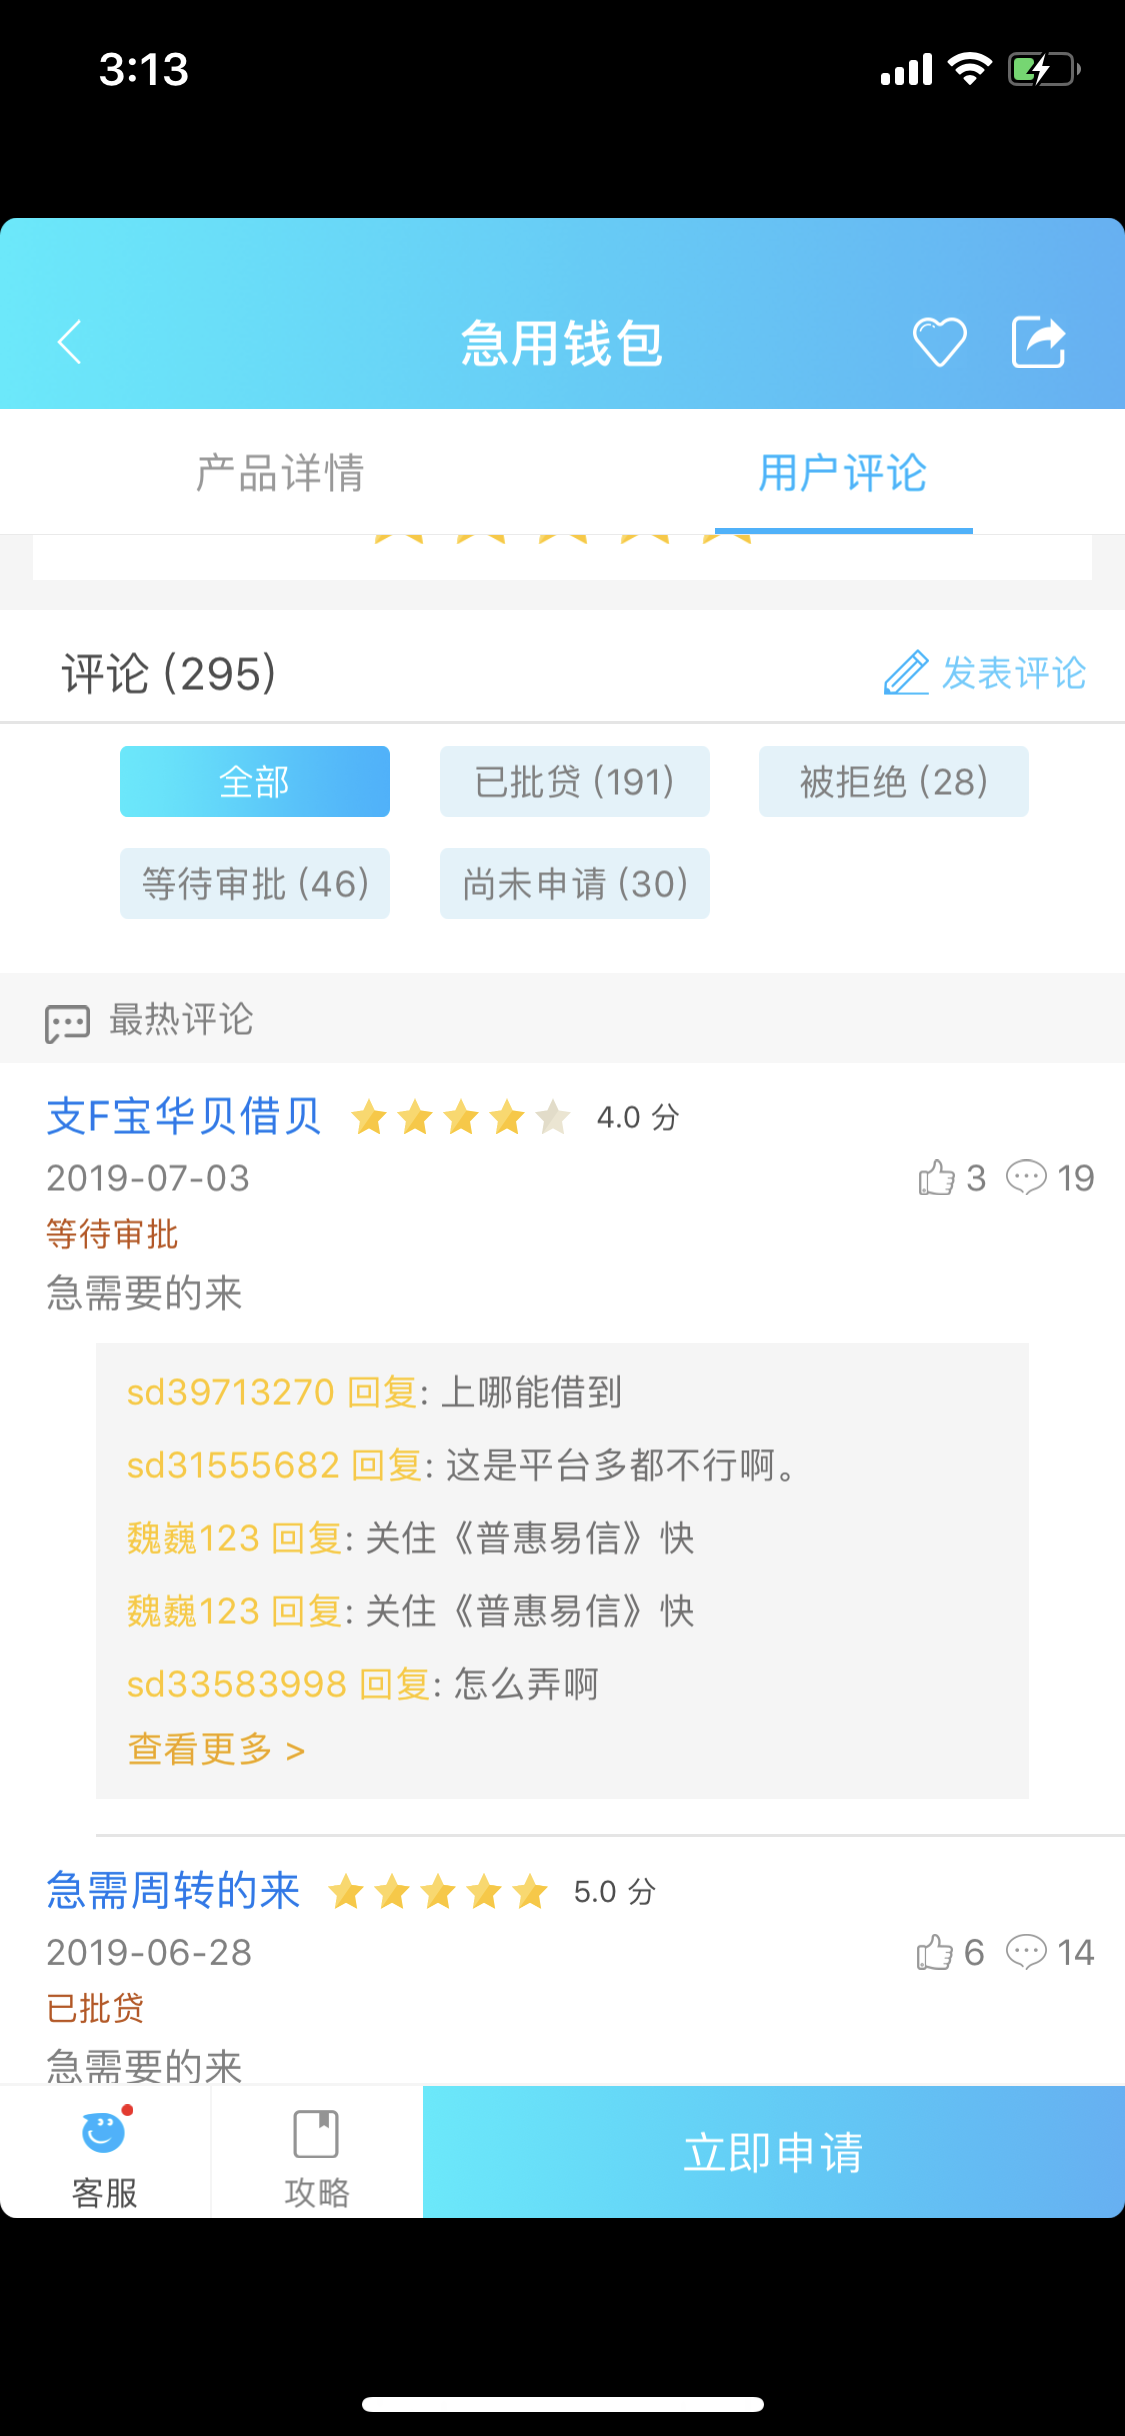 3:13
急用钱包
产品详情
用户评论
评论 (295)
发表评论
全部
已批贷 (191)
被拒绝 (28)
等待审批 (46)
尚未申请 (30)
最热评论
支F宝华贝借贝
4.0 分
2019-07-03
3
19
等待审批
急需要的来
sd39713270 回复: 上哪能借到
sd31555682 回复: 这是平台多都不行啊。
魏巍123 回复: 关住《普惠易信》快
魏巍123 回复: 关住《普惠易信》快
sd33583998 回复: 怎么弄啊
查看更多 >
急需周转的来
5.0 分
2019-06-28
6
14
已批贷
急需要的来
客服
攻略
立即申请